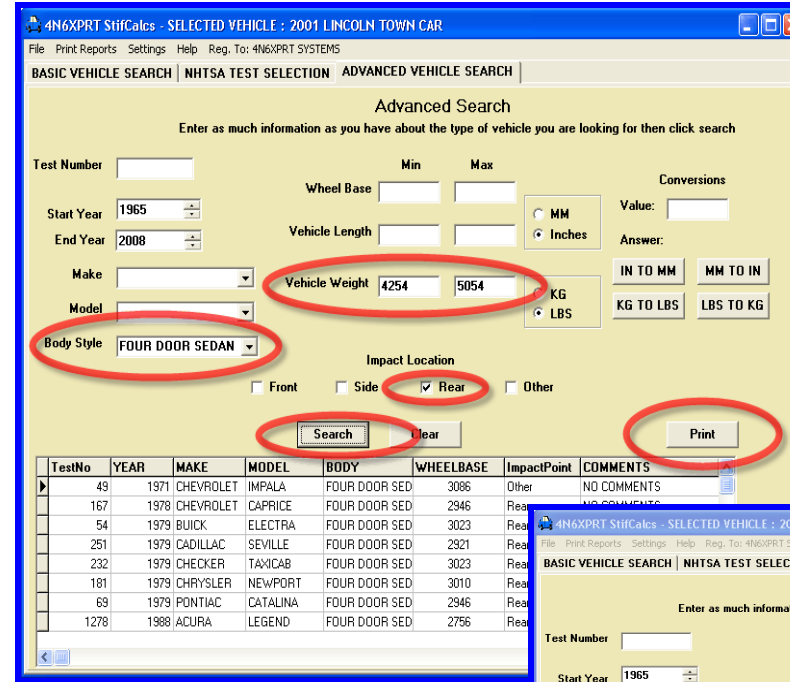 4N6XPRT StifCalcs - SELECTED VEHICLE : 2001 LINCOLN TOWN CAR
File Print Reports Settings Help Reg. To: 4N6XPRT SYSTEMS
BASIC VEHICLE SEARCH NHTSA TEST SELECTION ADVANCED VEHICLE SEARCH
Advanced Search
Enter as much information as you have about the type of vehicle you are looking for then click search
Test Number
Min Max
Wheel Base
Conversions
Start Year 1965
MM
Value:
End Year 2008
Vehicle Length
Inches
Answer:
Make
Vehicle Weight 4254 5054
KG
IN TO MM MM TO IN
Model
LBS
KG TO LBS LBS TO KG
Body Style FOUR DOOR SEDAN
Impact Location
Front Side Rear Other
Search Clear Print
TestNo YEAR MAKE MODEL BODY WHEELBASE ImpactPoint COMMENTS
49 1971 CHEVROLET IMPALA FOUR DOOR SED 3086 Other NO COMMENTS
167 1978 CHEVROLET CAPRICE FOUR DOOR SED 2946 Rear NO COMMENTS
54 1979 BUICK ELECTRA FOUR DOOR SED 3023 Rear
251 1979 CADILLAC SEVILLE FOUR DOOR SED 2921 Rear
232 1979 CHECKER TAXICAB FOUR DOOR SED 3023 Rear
181 1979 CHRYSLER NEWPORT FOUR DOOR SED 3010 Rear
69 1979 PONTIAC CATALINA FOUR DOOR SED 2946 Rear
1278 1988 ACURA LEGEND FOUR DOOR SED 2756 Rear
4N6XPRT StifCalcs - SELECTED VEHICLE : 20
File Print Reports Settings Help Reg. To: 4N6XPRT S
BASIC VEHICLE SEARCH NHTSA TEST SELEC
Enter as much informa
Test Number
Start Year 1965